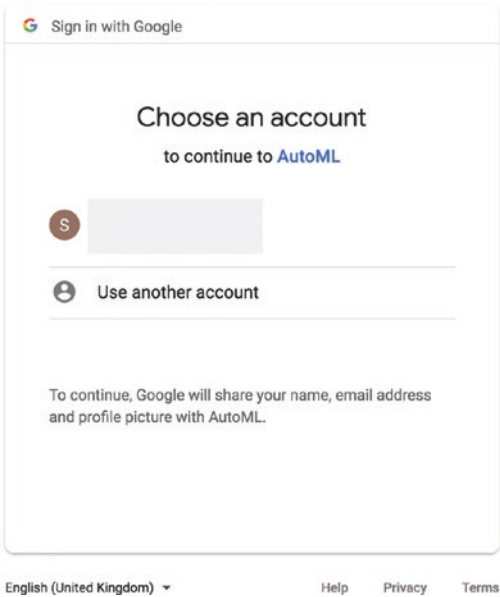 Sign in with Google
Choose an account
to continue to AutoML
S
Use another account
To continue, Google will share your name, email address
and profile picture with AutoML.
English (United Kingdom)
Help Privacy Terms